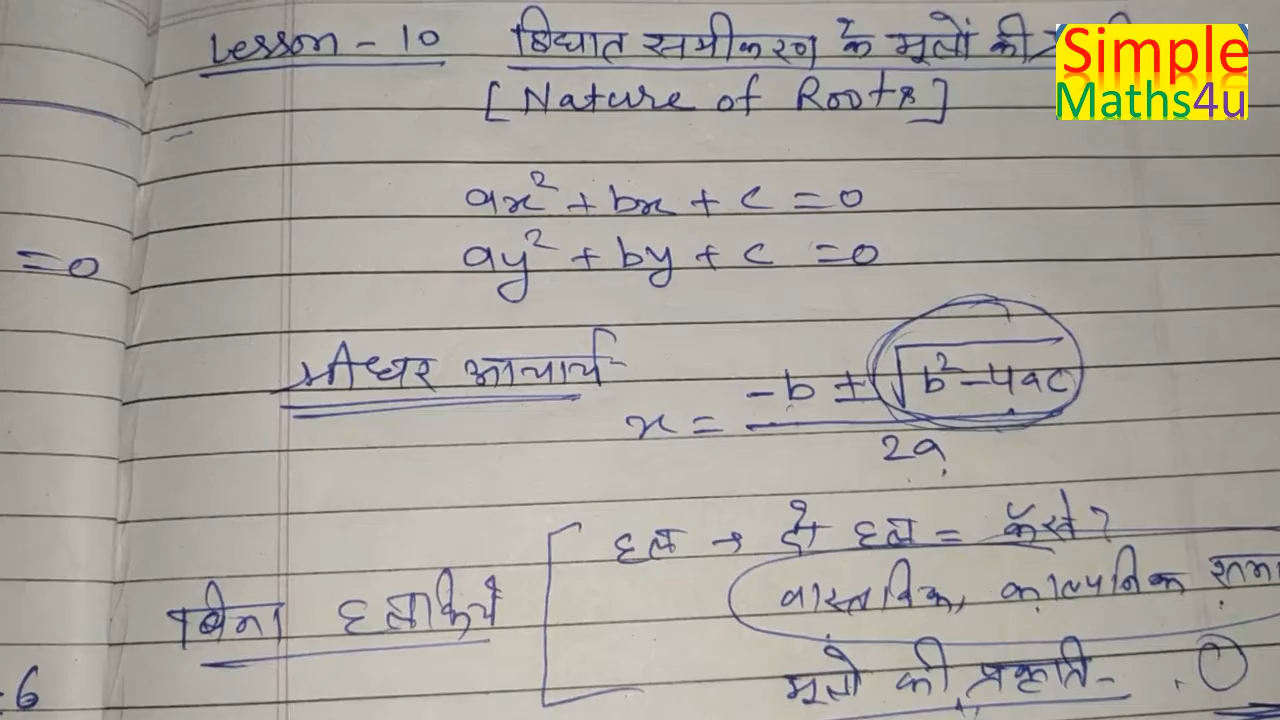 Lesson - 10 द्विघात समीकरण के मूलों की
Simple
Maths4u
[Nature of Roots]
ax² + bx + c = 0
= 0
ay² + by + c = 0
श्रीधर आचार्य
x = -b ± √b² - 4ac / 2a
हल → है हल = कैसे?
बिना हल किये
वास्तविक, काल्पनिक
6
मूलों की प्रकृति -